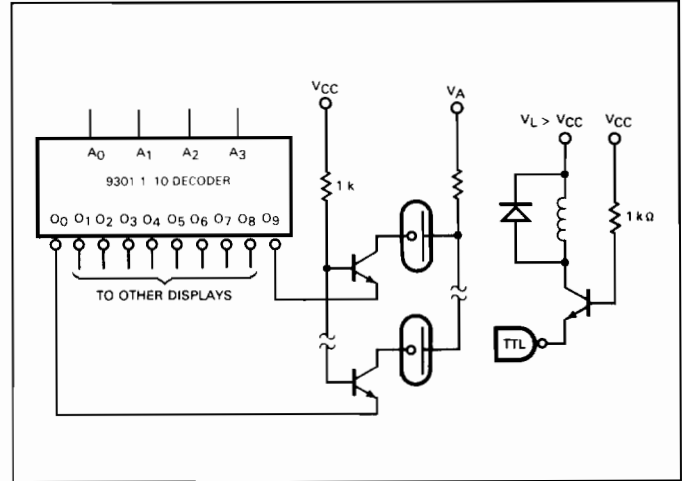 VCC
VA
VL > VCC
VCC
A0 A1 A2 A3
9301 1 10 DECODER
1 k
1 kΩ
O0 O1 O2 O3 O4 O5 O6 O7 O8 O9
TO OTHER DISPLAYS
TTL